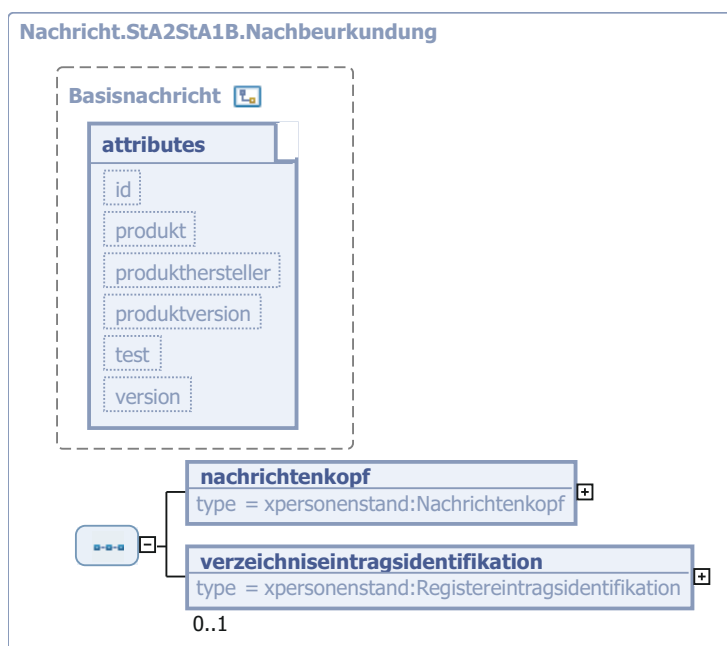 Nachricht.StA2StA1B.Nachbeurkundung
Basisnachricht
attributes
id
produkt
produkthersteller
produktversion
test
version
nachrichtenkopf
type = xpersonenstand:Nachrichtenkopf
verzeichniseintragsidentifikation
type = xpersonenstand:Registereintragsidentifikation
0..1